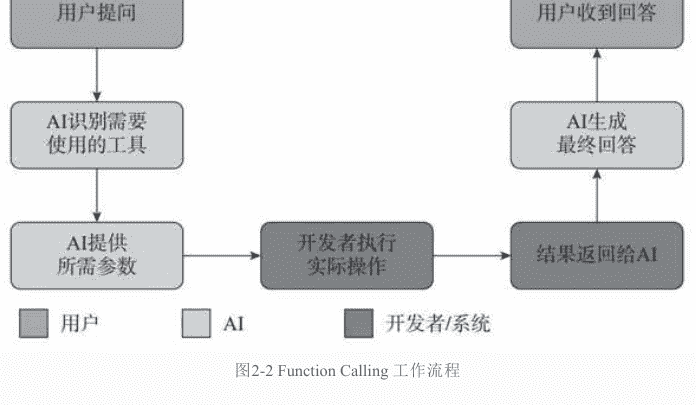 用户提问
用户收到回答
AI识别需要
使用的工具
AI生成
最终回答
AI提供
所需参数
开发者执行
实际操作
结果返回给AI
用户
AI
开发者/系统
图2-2 Function Calling 工作流程